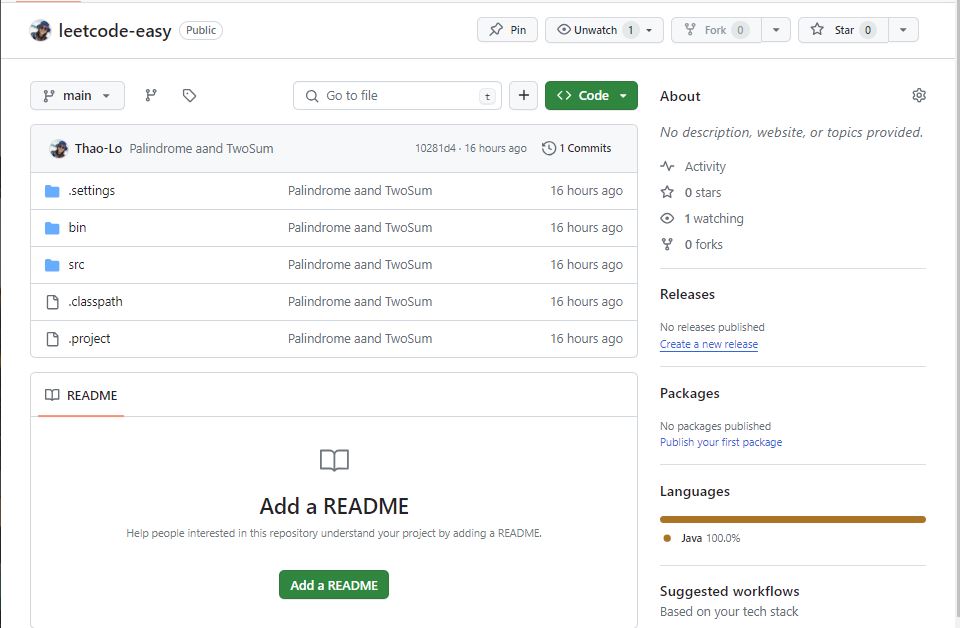 leetcode-easy Public Pin Unwatch 1 Fork 0 Star 0
main Go to file t + Code
Thao-Lo Palindrome aand TwoSum 10281d4 · 16 hours ago 1 Commits
.settings Palindrome aand TwoSum 16 hours ago
bin Palindrome aand TwoSum 16 hours ago
src Palindrome aand TwoSum 16 hours ago
.classpath Palindrome aand TwoSum 16 hours ago
.project Palindrome aand TwoSum 16 hours ago
README
Add a README
Help people interested in this repository understand your project by adding a README.
Add a README
About
No description, website, or topics provided.
Activity
0 stars
1 watching
0 forks
Releases
No releases published
Create a new release
Packages
No packages published
Publish your first package
Languages
Java 100.0%
Suggested workflows
Based on your tech stack